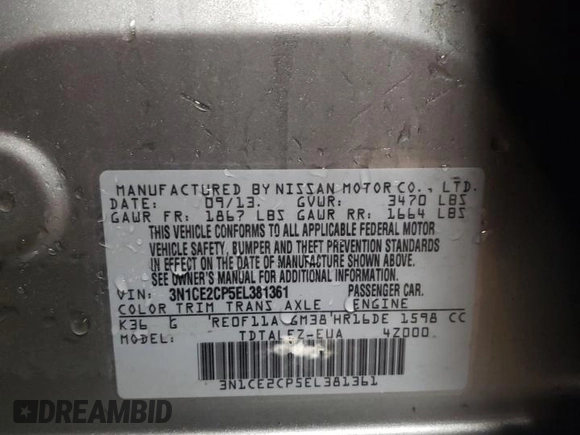 MANUFACTURED BY NISSAN MOTOR CO., LTD.
DATE: 09/13. GVWR: 3470 LBS
GAWR FR: 1867 LBS GAWR RR: 1664 LBS
THIS VEHICLE CONFORMS TO ALL APPLICABLE FEDERAL MOTOR
VEHICLE SAFETY, BUMPER AND THEFT PREVENTION STANDARDS
IN EFFECT ON THE DATE OF MANUFACTURE SHOWN ABOVE.
SEE OWNER'S MANUAL FOR ADDITIONAL INFORMATION.
VIN: 3N1CE2CP5EL381361 PASSENGER CAR.
COLOR TRIM TRANS AXLE ENGINE
K36 G RE0F11A GM38 HR16DE 1598 CC
MODEL: TDTALFZ-EUA 4Z000
3N1CE2CP5EL381361
DREAMBID